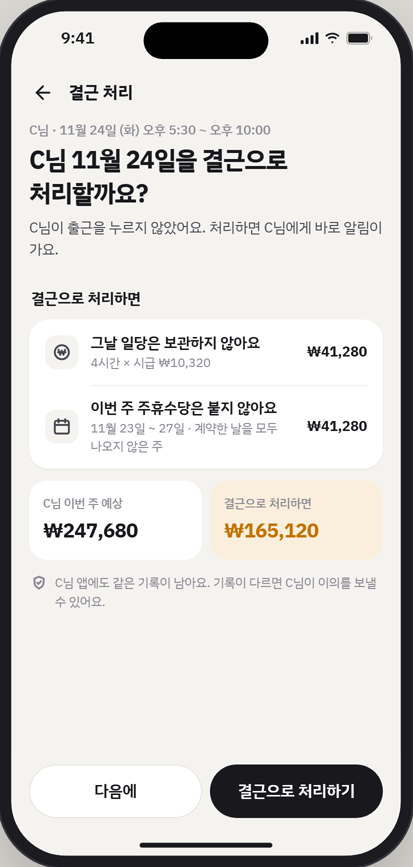 9:41
결근 처리
C님 · 11월 24일 (화) 오후 5:30 ~ 오후 10:00
C님 11월 24일을 결근으로
처리할까요?
C님이 출근을 누르지 않았어요. 처리하면 C님에게 바로 알림이
가요.
결근으로 처리하면
그날 일당은 보관하지 않아요
4시간 × 시급 ₩10,320
₩41,280
이번 주 주휴수당은 붙지 않아요
11월 23일 ~ 27일 · 계약한 날을 모두
나오지 않은 주
₩41,280
C님 이번 주 예상
₩247,680
결근으로 처리하면
₩165,120
C님 앱에도 같은 기록이 남아요. 기록이 다르면 C님이 이의를 보낼
수 있어요.
다음에
결근으로 처리하기